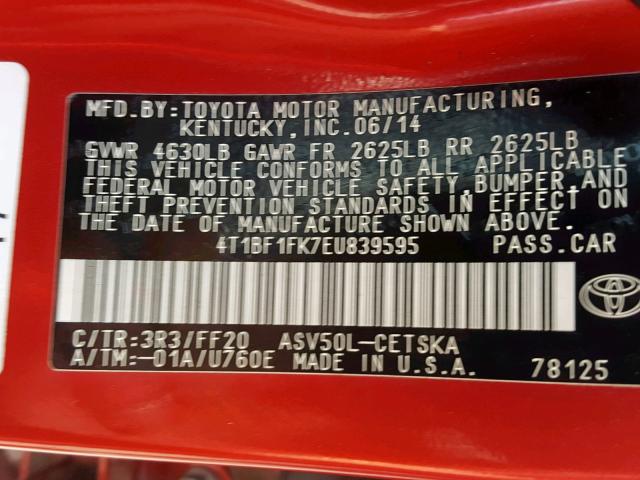 MFD.BY:TOYOTA MOTOR MANUFACTURING,
KENTUCKY,INC.06/14
GVWR 4630LB GAWR FR 2625LB RR 2625LB
THIS VEHICLE CONFORMS TO ALL APPLICABLE
FEDERAL MOTOR VEHICLE SAFETY,BUMPER,AND
THEFT PREVENTION STANDARDS IN EFFECT ON
THE DATE OF MANUFACTURE SHOWN ABOVE.
4T1BF1FK7EU839595 PASS.CAR
C/TR:3R3/FF20 ASV50L-CETSKA
A/TM:-01A/U760E MADE IN U.S.A. 78125